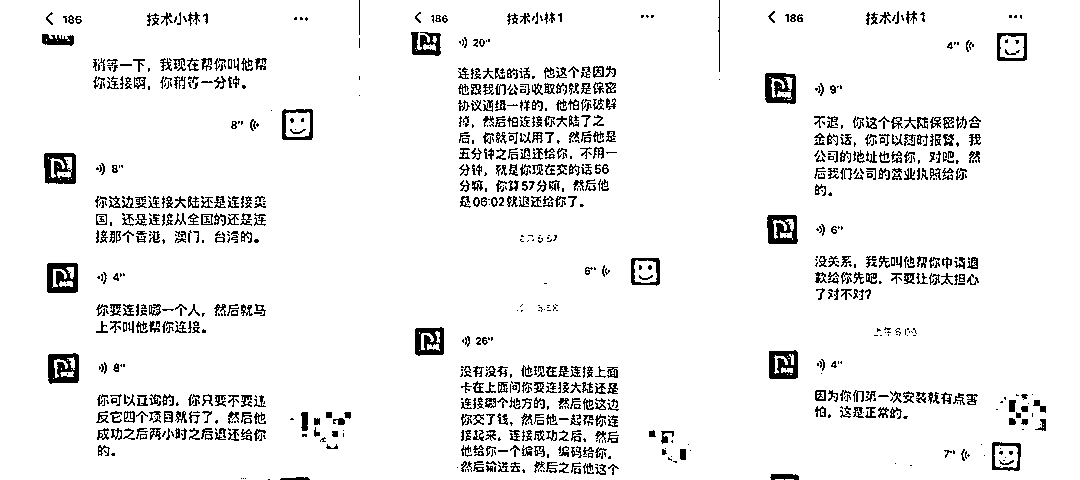 186
技术小林1
稍等一下，我现在帮你叫他帮
你连接啊，你稍等一分钟。
8"
8"
你这边要连接大陆还是连接英
国，还是连接从全国的还是连
接那个香港，澳门，台湾的。
4"
你要连接哪一个人，然后就马
上不叫他帮你连接。
8"
你可以查询的，你只要不要违
反它四个项目就行了，然后他
成功之后两小时之后退还给你
的。
186
技术小林1
20"
连接大陆的话，他这个是因为
他跟我们公司收取的就是保密
协议通缉一样的，他怕你破解
掉，然后怕连接你大陆了之
后，你就可以用了，然后他是
五分钟之后退还给你，不用一
分钟，就是你现在交的话56
分嘛，你算57分嘛，然后他
是06:02就退还给你了。
6"
26"
没有没有，他现在是连接上面
卡在上面问你要连接大陆还是
连接哪个地方的，然后他这边
你交了钱，然后他一起帮你连
接起来，连接成功之后，然后
他给你一个编码，编码给你，
然后输进去，然后之后他这个
186
技术小林1
4"
9"
不退，你这个保大陆保密协合
金的话，你可以随时报警，我
公司的地址也给你，对吧，然
后我们公司的营业执照给你
的。
6"
没关系，我先叫他帮你申请退
款给你先吧，不要让你太担心
了对不对？
4"
因为你们第一次安装就有点害
怕，这是正常的。
7"